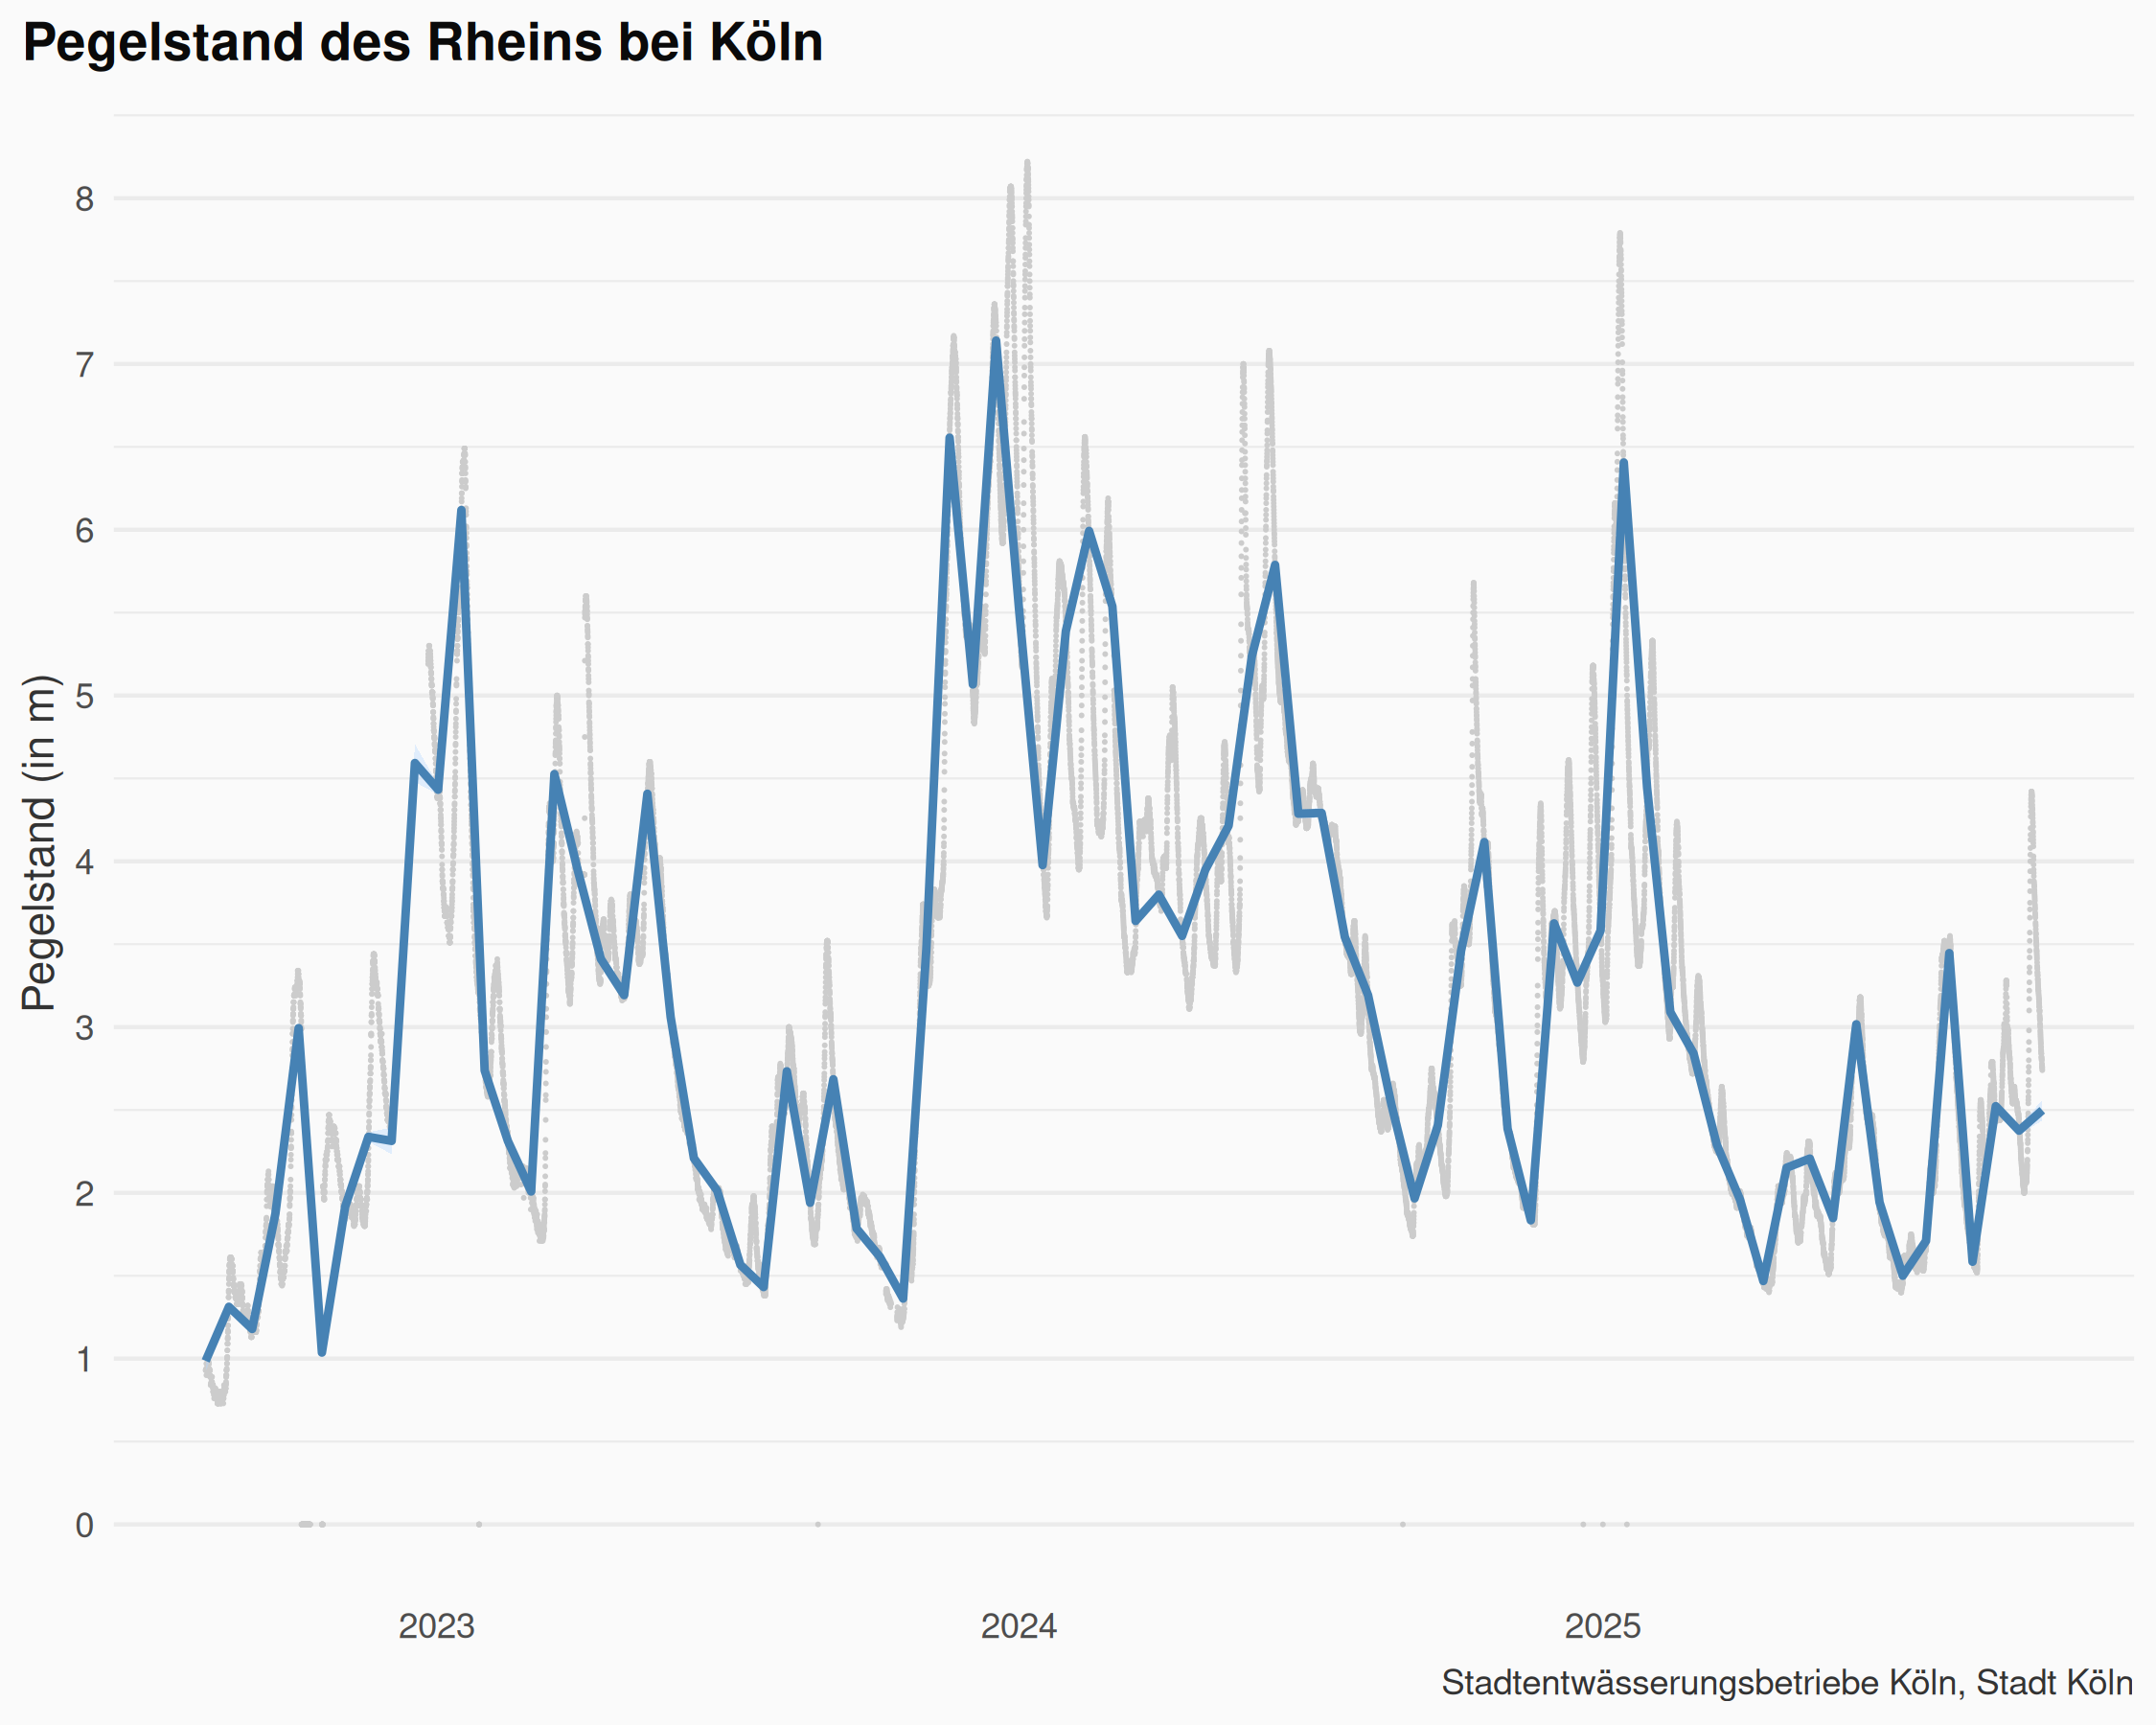 Pegelstand des Rheins bei Köln
Pegelstand (in m)
8
7
6
5
4
3
2
1
0
2023 2024 2025
Stadtentwässerungsbetriebe Köln, Stadt Köln